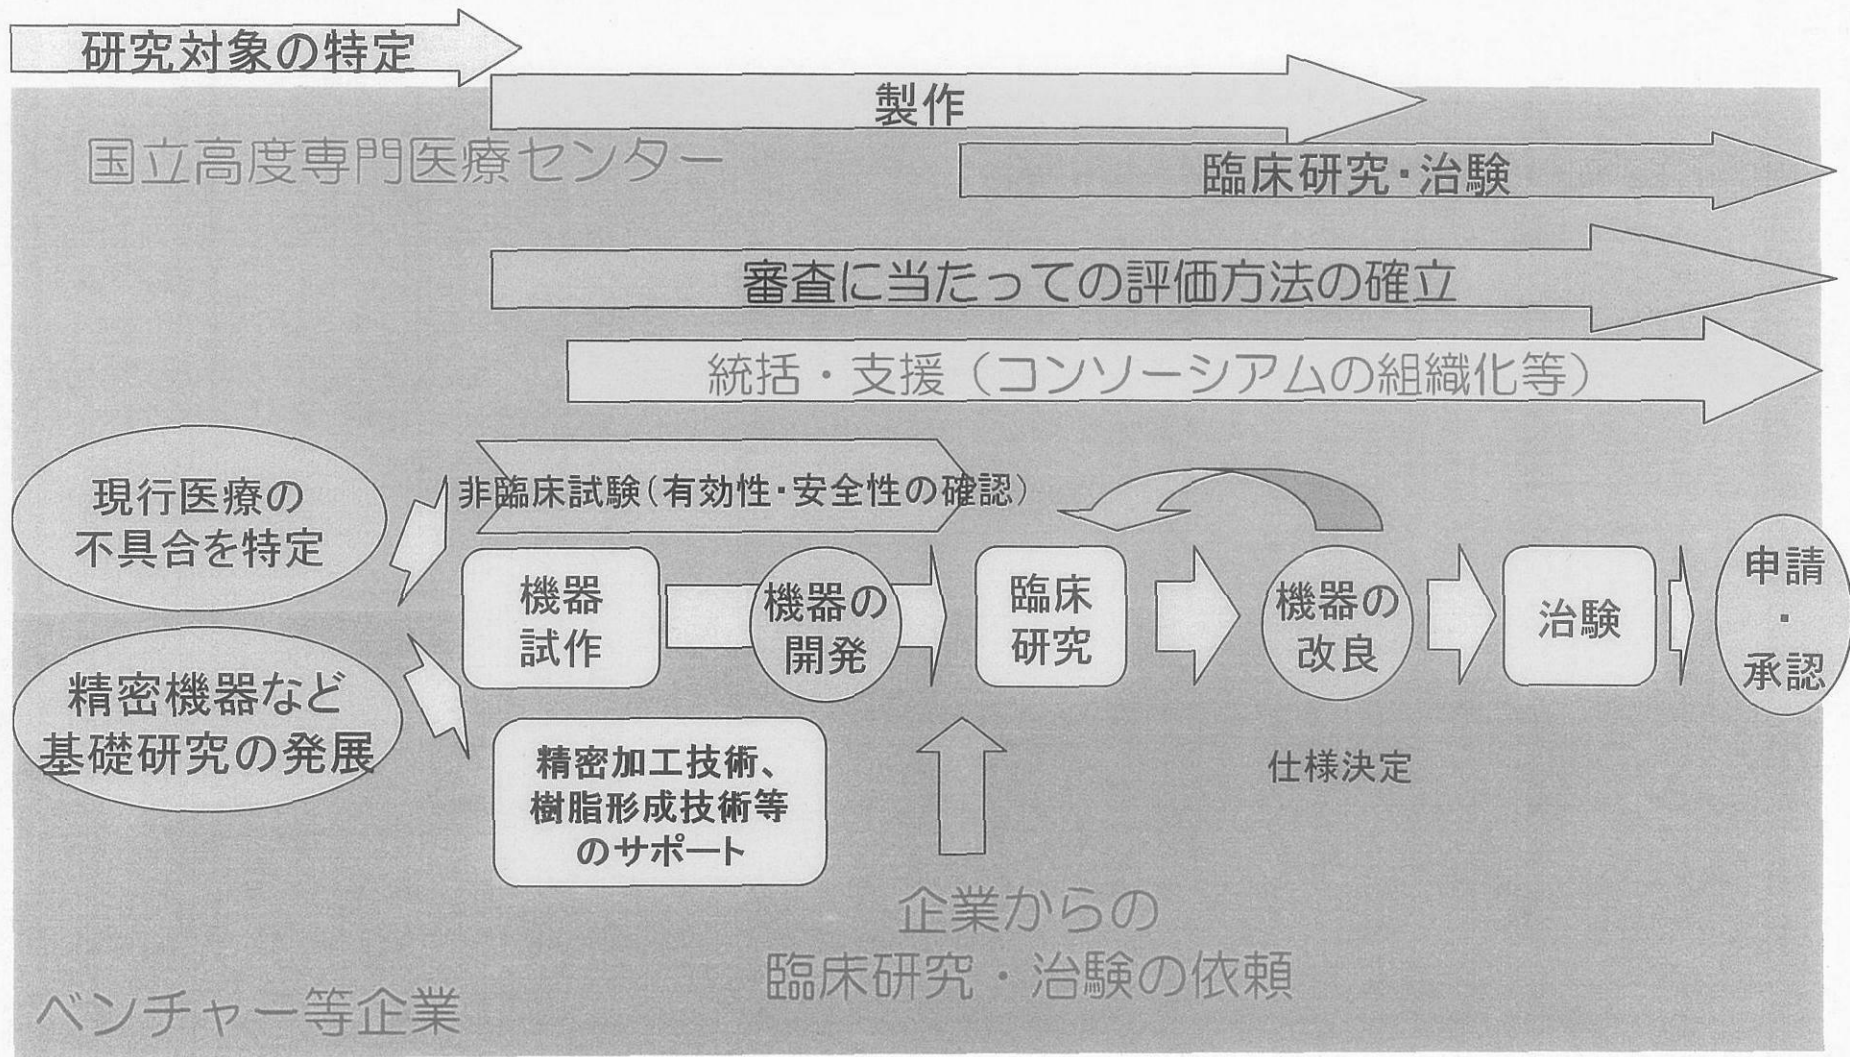 研究対象の特定
製作
国立高度専門医療センター
臨床研究・治験
審査に当たっての評価方法の確立
統括・支援（コンソーシアムの組織化等）
現行医療の
不具合を特定
非臨床試験(有効性・安全性の確認)
機器
試作
機器の
開発
臨床
研究
機器の
改良
治験
申請
・
承認
精密機器など
基礎研究の発展
精密加工技術、
樹脂形成技術等
のサポート
仕様決定
企業からの
臨床研究・治験の依頼
ベンチャー等企業